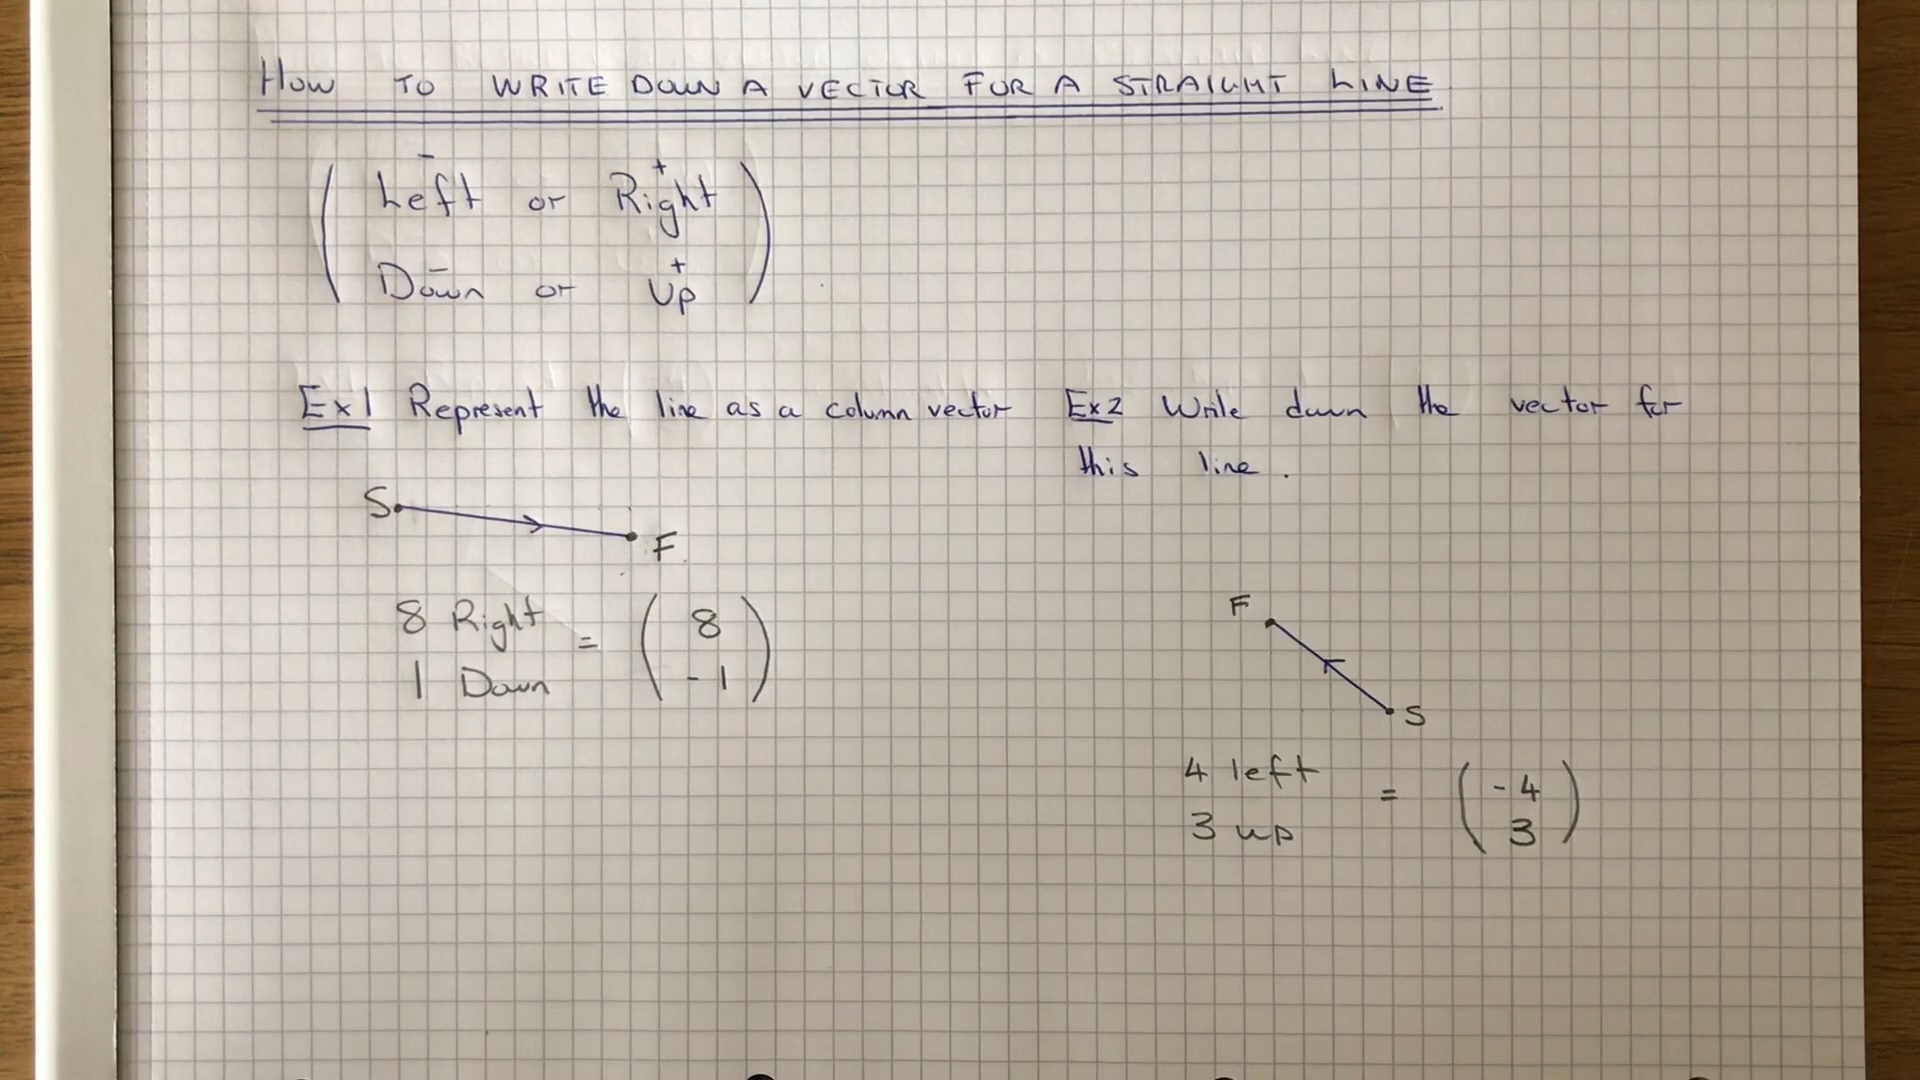 HOW TO WRITE DOWN A VECTOR FOR A STRAIGHT LINE
- +
( Left or Right )
- +
( Down or Up )
Ex1 Represent the line as a column vector
S
F
8 Right = ( 8 )
1 Down ( -1 )
Ex2 Write down the vector for
this line.
F
S
4 left = ( -4 )
3 up ( 3 )